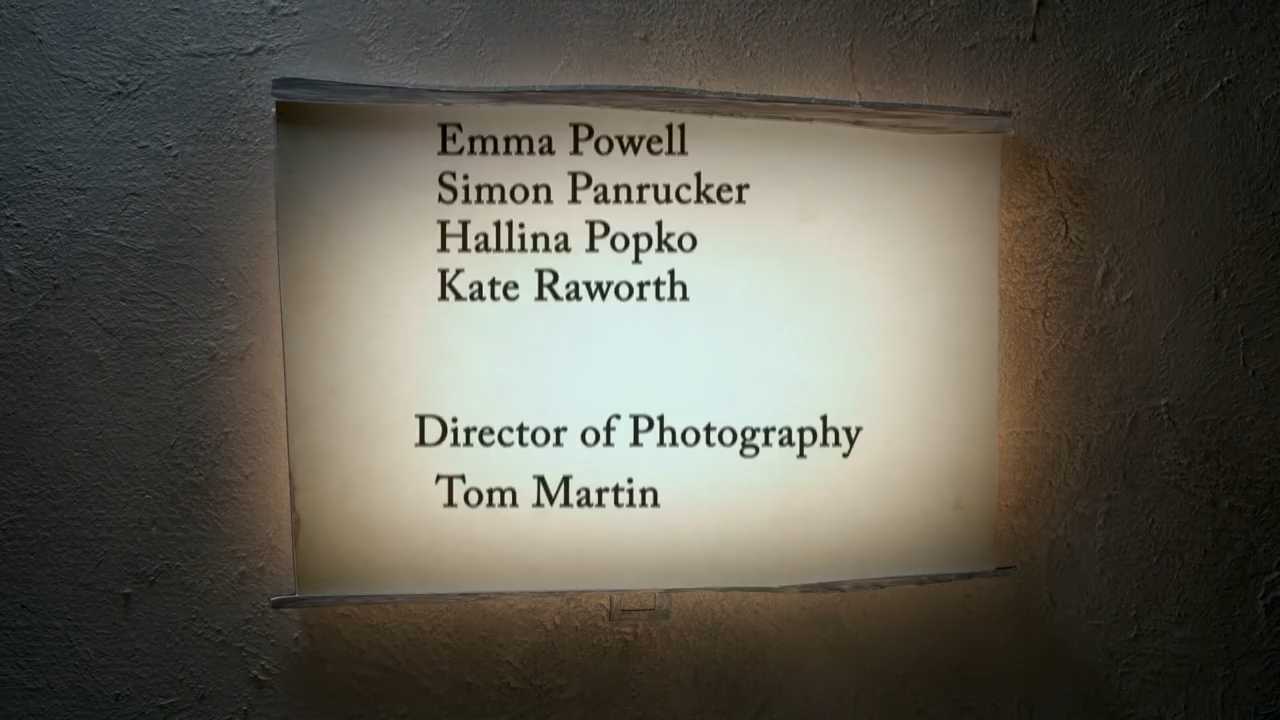 Emma Powell
Simon Panrucker
Hallina Popko
Kate Raworth
Director of Photography
Tom Martin